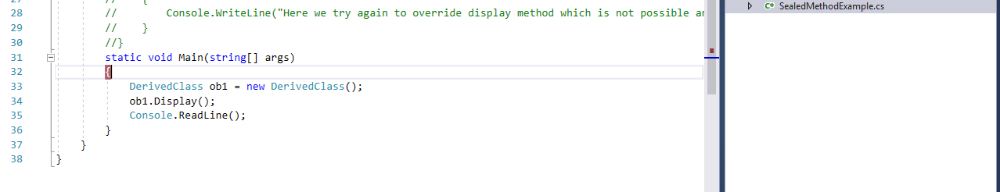 27 // {
28 // Console.WriteLine("Here we try again to override display method which is not possible
29 // }
30 //}
31 static void Main(string[] args)
32 {
33 DerivedClass ob1 = new DerivedClass();
34 ob1.Display();
35 Console.ReadLine();
36 }
37 }
38 }
C# SealedMethodExample.cs